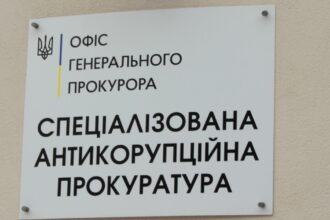 ОФІС
ГЕНЕРАЛЬНОГО
ПРОКУРОРА
СПЕЦІАЛІЗОВАНА
АНТИКОРУПЦІЙНА
ПРОКУРАТУРА